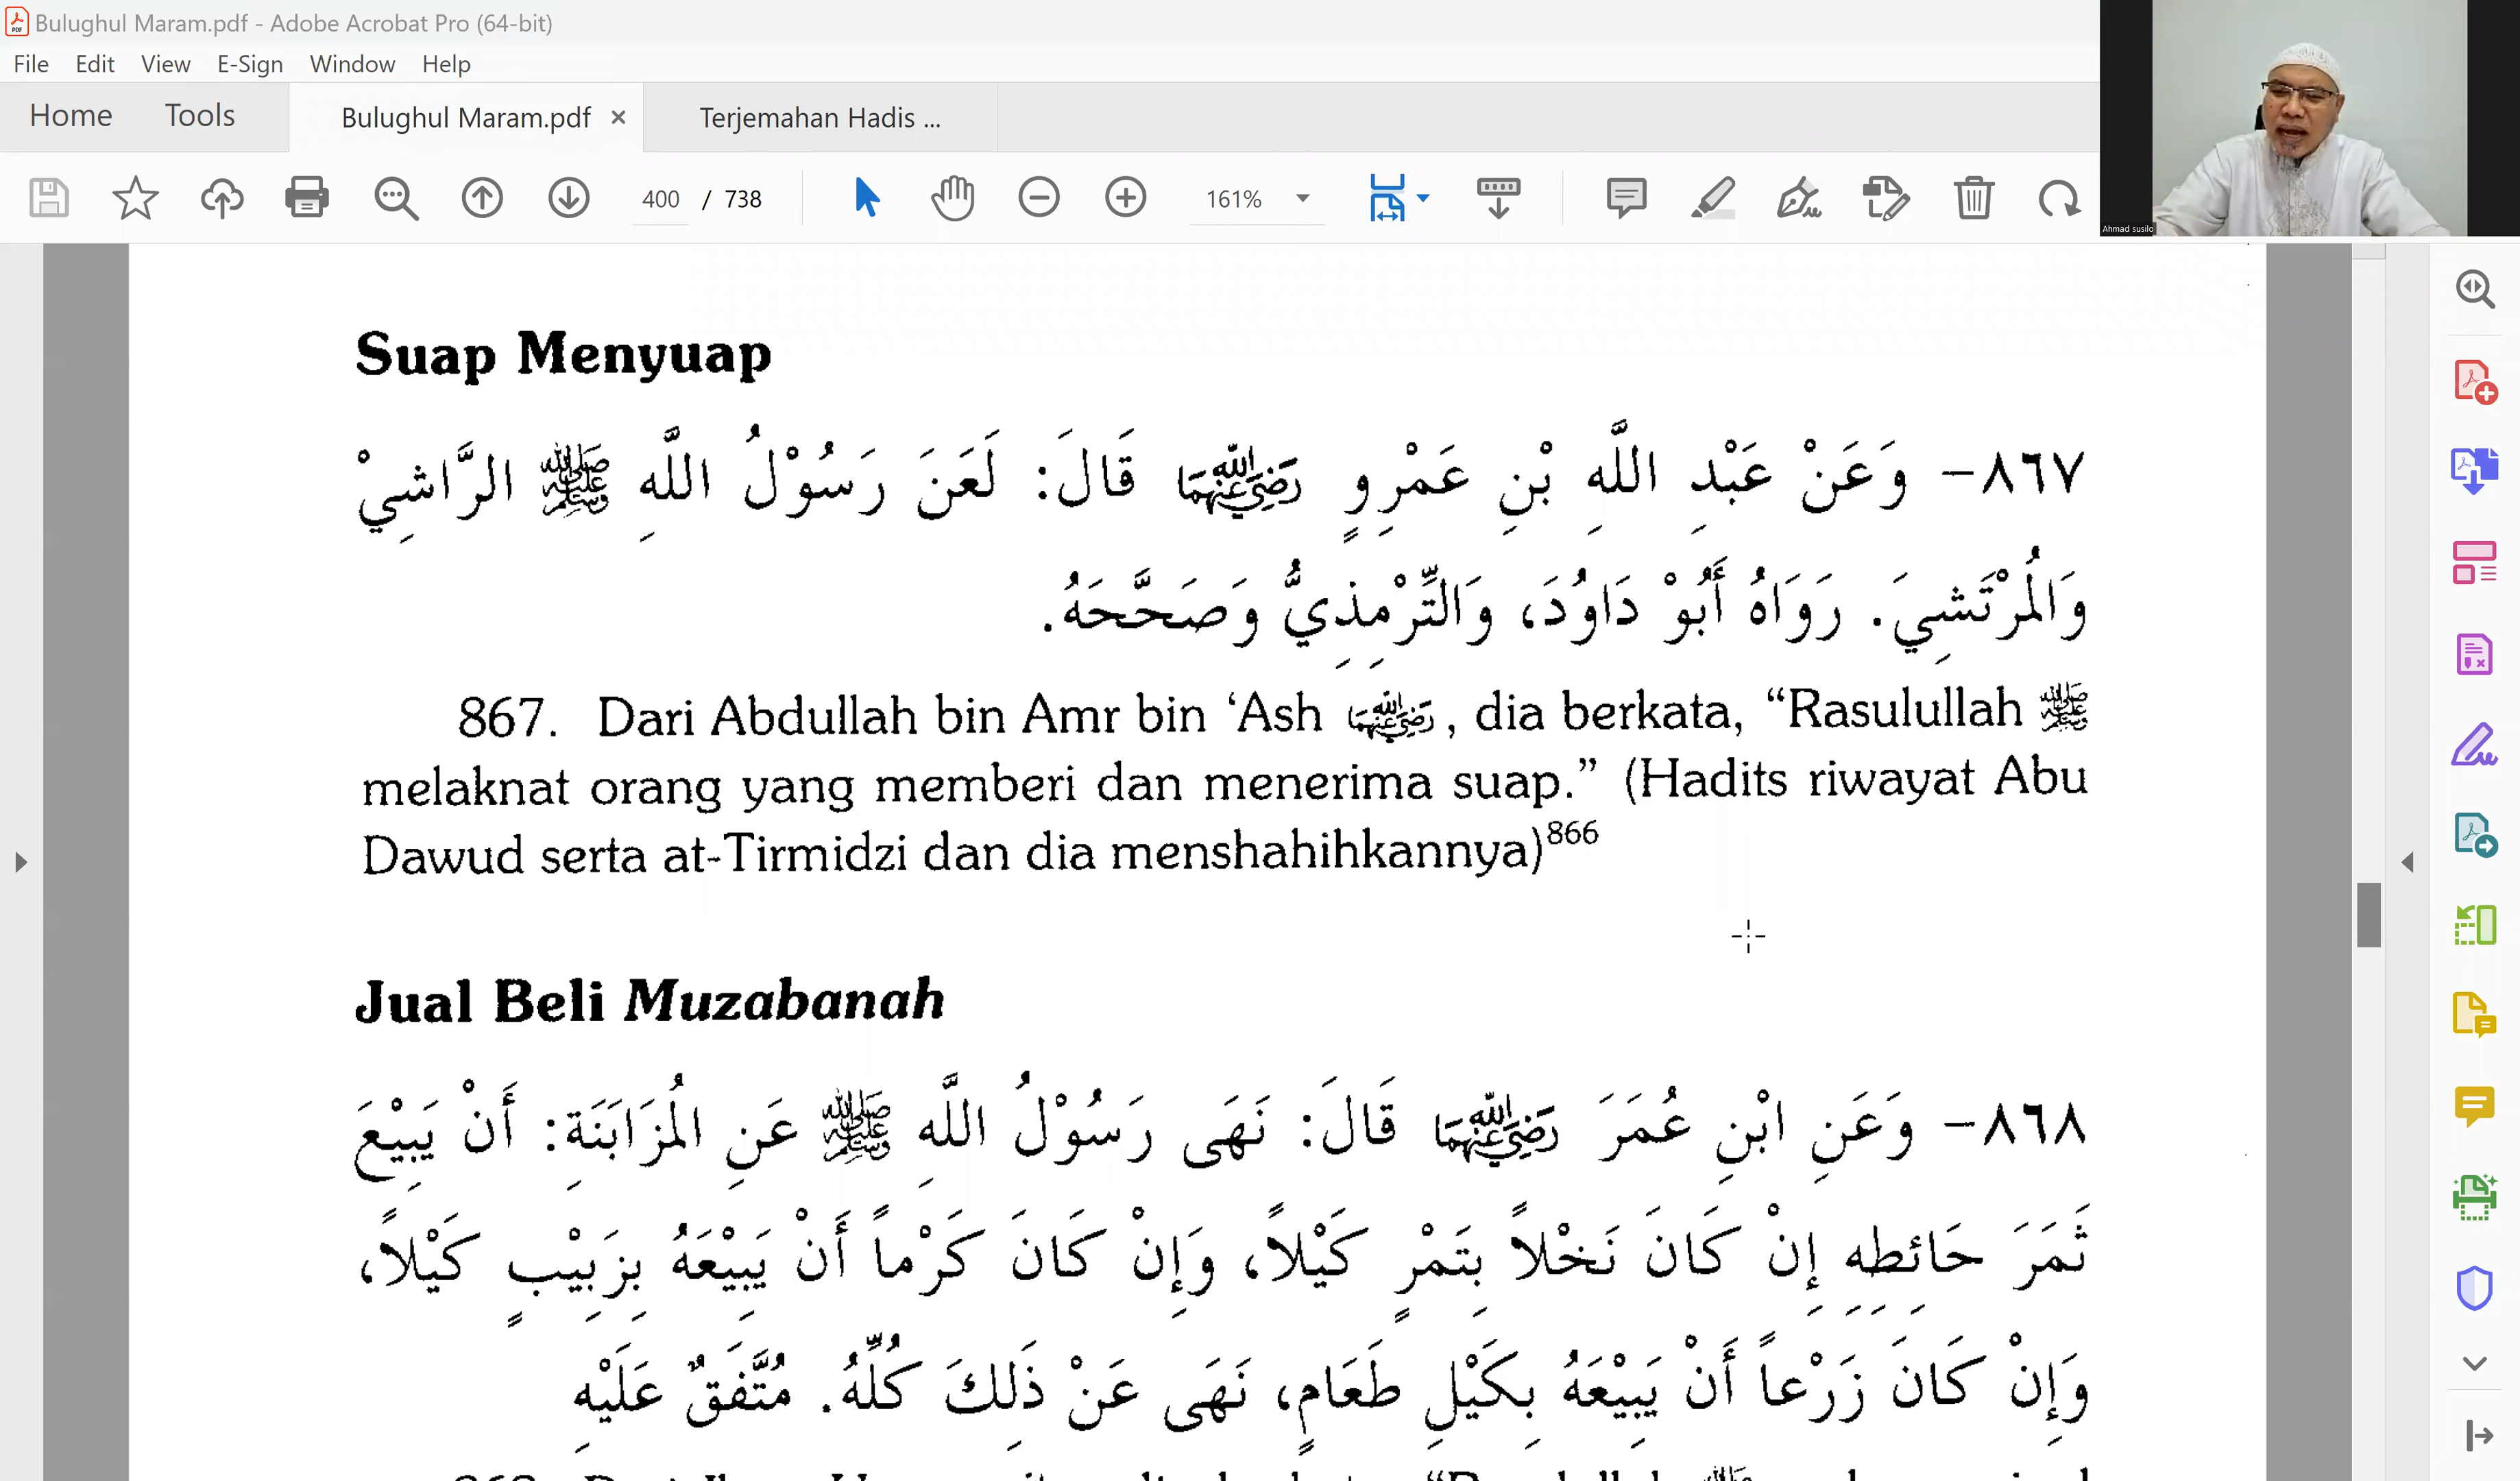 Bulughul Maram.pdf - Adobe Acrobat Pro (64-bit)
File Edit View E-Sign Window Help
Home Tools Bulughul Maram.pdf × Terjemahan Hadis ...
400 / 738 161%
Ahmad susilo
Suap Menyuap
٨٦٧- وَعَنْ عَبْدِ اللَّهِ بْنِ عَمْرِوٍ رَضِيَ اللَّهُ عَنْهُمَا قَالَ: لَعَنَ رَسُوْلُ اللَّهِ ﷺ الرَّاشِيْ
وَالْمُرْتَشِيَ. رَوَاهُ أَبُوْ دَاوُدَ، وَالتِّرْمِذِيُّ وَصَحَّحَهُ.
867. Dari Abdullah bin Amr bin ‘Ash رَضِيَ اللَّهُ عَنْهُمَا, dia berkata, “Rasulullah ﷺ
melaknat orang yang memberi dan menerima suap.” (Hadits riwayat Abu
Dawud serta at-Tirmidzi dan dia menshahihkannya)866
Jual Beli Muzabanah
٨٦٨- وَعَنِ ابْنِ عُمَرَ رَضِيَ اللَّهُ عَنْهُمَا قَالَ: نَهَى رَسُوْلُ اللَّهِ ﷺ عَنِ الْمُزَابَنَةِ: أَنْ يَبِيْعَ
ثَمَرَ حَائِطِهِ إِنْ كَانَ نَخْلاً بِتَمْرٍ كَيْلاً، وَإِنْ كَانَ كَرْماً أَنْ يَبِيْعَهُ بِزَبِيْبٍ كَيْلاً،
وَإِنْ كَانَ زَرْعاً أَنْ يَبِيْعَهُ بِكَيْلِ طَعَامٍ، نَهَى عَنْ ذَلِكَ كُلِّهُ. مُتَّفَقٌ عَلَيْهِ